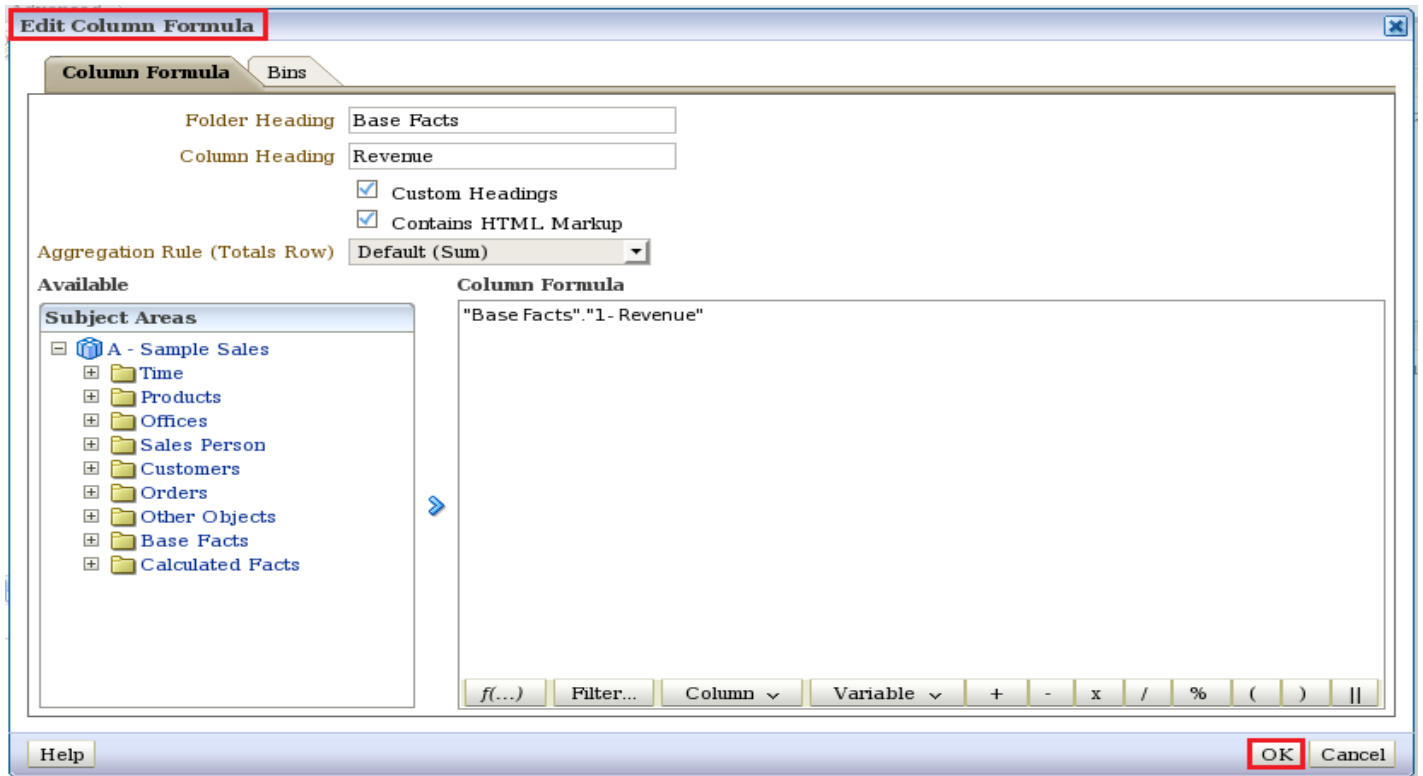 Edit Column Formula
Column Formula Bins
Folder Heading Base Facts
Column Heading Revenue
Custom Headings
Contains HTML Markup
Aggregation Rule (Totals Row) Default (Sum)
Available Column Formula
Subject Areas "Base Facts"."1- Revenue"
A - Sample Sales
Time
Products
Offices
Sales Person
Customers
Orders
Other Objects
Base Facts
Calculated Facts
f(...) Filter... Column Variable + - x / % ( ) ||
Help OK Cancel